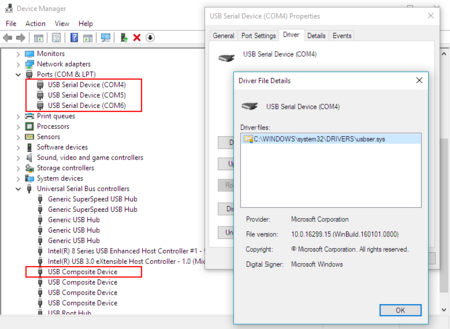 Device Manager
File Action View Help
Monitors
Network adapters
Ports (COM & LPT)
USB Serial Device (COM4)
USB Serial Device (COM5)
USB Serial Device (COM6)
Print queues
Processors
Sensors
Software devices
Sound, video and game controllers
Storage controllers
System devices
Universal Serial Bus controllers
Generic SuperSpeed USB Hub
Generic SuperSpeed USB Hub
Generic USB Hub
Generic USB Hub
Intel(R) 8 Series USB Enhanced Host Controller #1 -
Intel(R) USB 3.0 eXtensible Host Controller - 1.0 (Mic
USB Composite Device
USB Composite Device
USB Composite Device
USB Root Hub
USB Serial Device (COM4) Properties
General Port Settings Driver Details Events
USB Serial Device (COM4)
Driver File Details
USB Serial Device (COM4)
Driver files:
C:\WINDOWS\system32\DRIVERS\usbser.sys
Provider: Microsoft Corporation
File version: 10.0.16299.15 (WinBuild.160101.0800)
Copyright: © Microsoft Corporation. All rights reserved.
Digital Signer: Microsoft Windows
OK